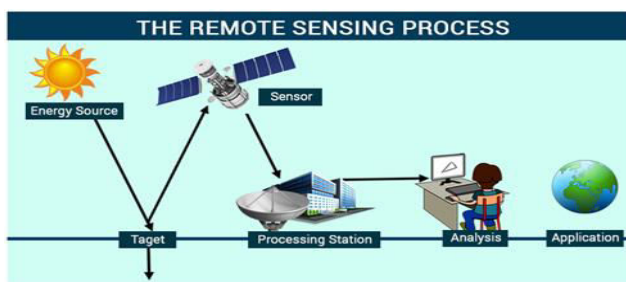 THE REMOTE SENSING PROCESS
Energy Source
Sensor
Taget
Processing Station
Analysis
Application